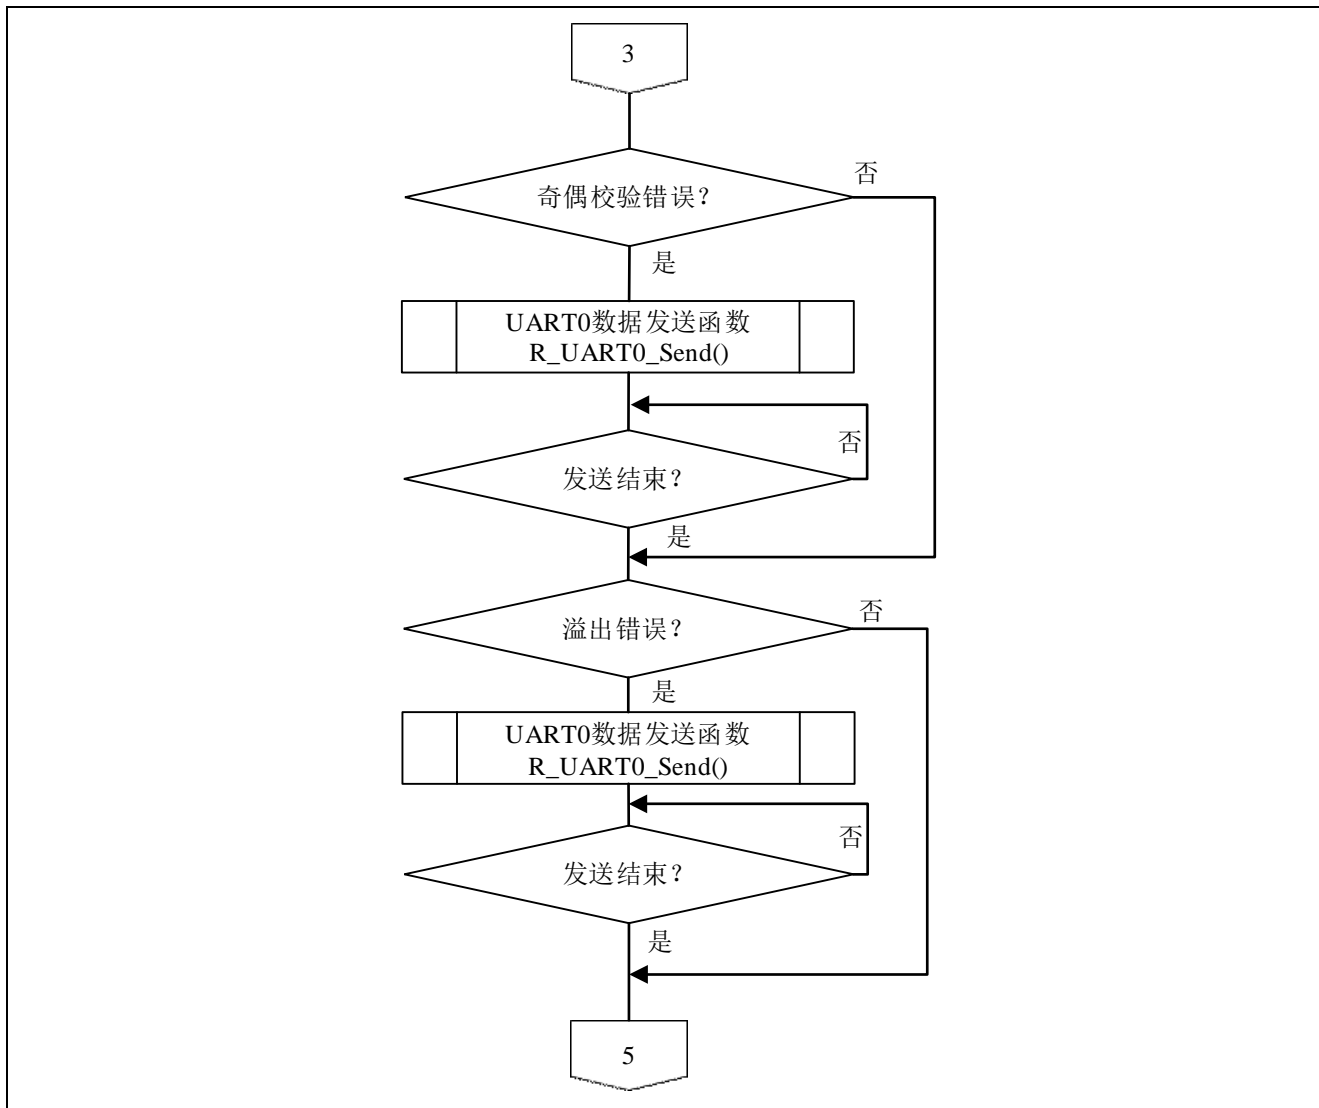 3
奇偶校验错误？
否
是
UART0数据发送函数
R_UART0_Send()
否
发送结束？
是
溢出错误？
否
是
UART0数据发送函数
R_UART0_Send()
否
发送结束？
是
5